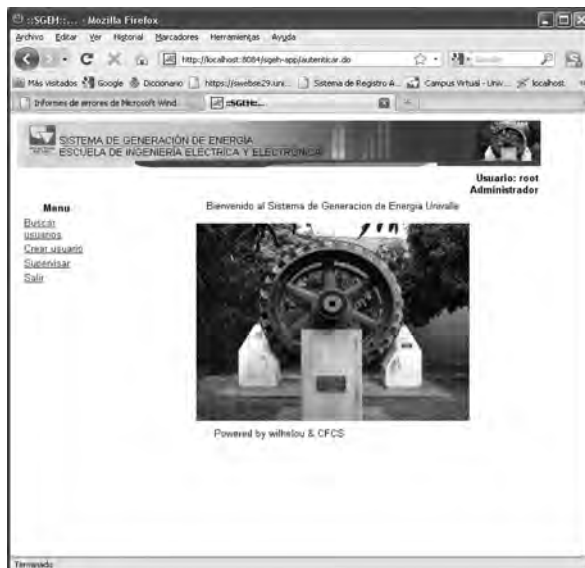 ::SGEH::... - Mozilla Firefox
Archivo Editar Ver Historial Marcadores Herramientas Ayuda
http://localhost:8084/sgeh-app/autenticar.do
Más visitados Google Diccionario https://swebse29.uni... Sistema de Registro A... Campus Virtual - Univ... localhost
Informes de errores de Microsoft Wind... ::SGEH::...
SISTEMA DE GENERACIÓN DE ENERGÍA
ESCUELA DE INGENIERÍA ELÉCTRICA Y ELECTRÓNICA
Usuario: root
Administrador
Menu
Bienvenido al Sistema de Generacion de Energia Univalle
Buscar
usuarios
Crear usuario
Supervisar
Salir
Powered by wilhelou & CFCS
Terminado